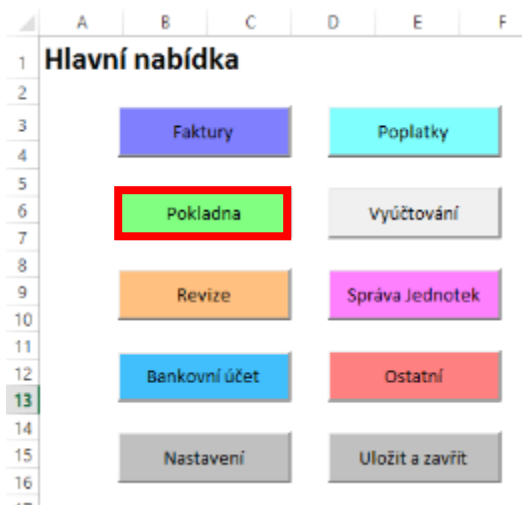 A B C D E F
1 Hlavní nabídka
2
3 Faktury Poplatky
4
5
6 Pokladna Vyúčtování
7
8
9 Revize Správa Jednotek
10
11
12 Bankovní účet Ostatní
13
14
15 Nastavení Uložit a zavřít
16